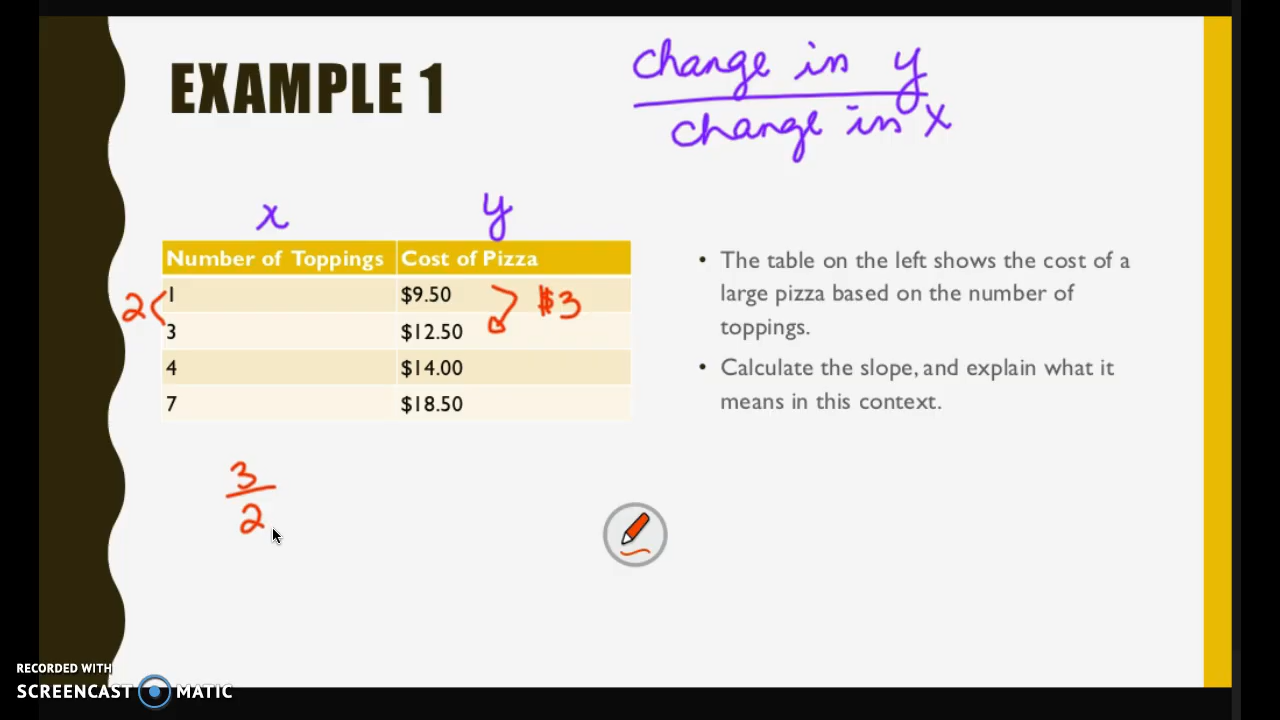 EXAMPLE 1
change in y
change in x
x y
Number of Toppings Cost of Pizza
2 1 $9.50 $3
3 $12.50
4 $14.00
7 $18.50
3
2
• The table on the left shows the cost of a
large pizza based on the number of
toppings.
• Calculate the slope, and explain what it
means in this context.
RECORDED WITH
SCREENCAST MATIC